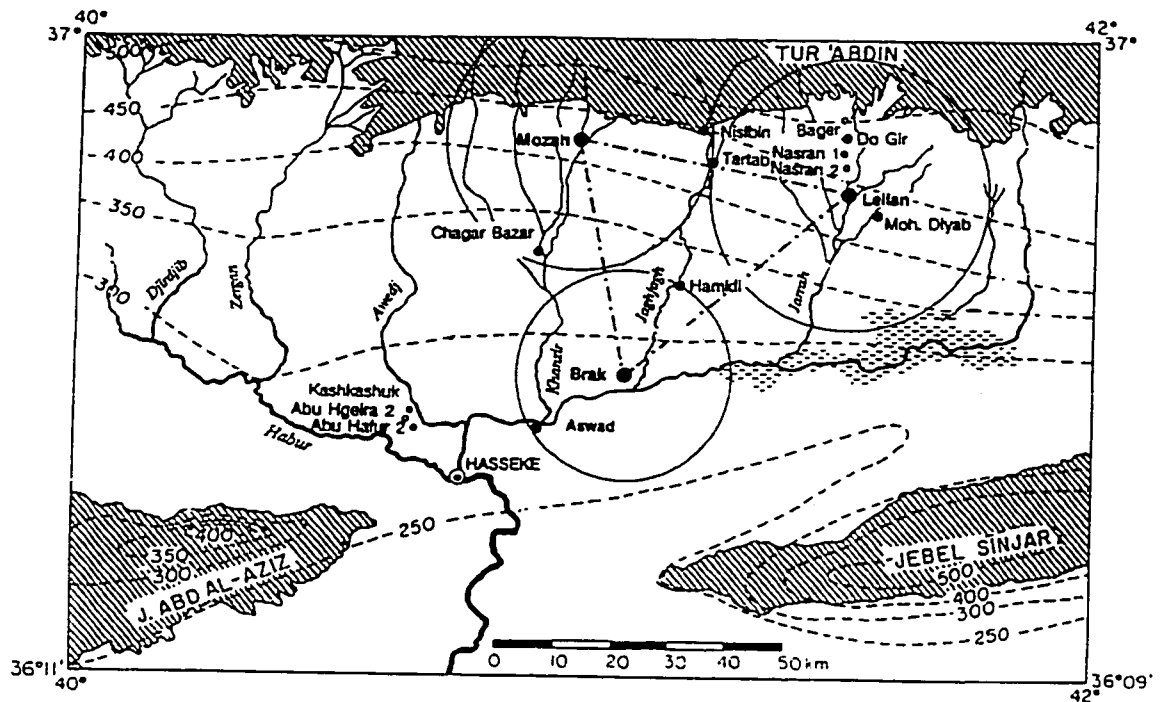 40°
37°
42°
37°
TUR 'ABDIN
500
450
400
350
300
Mozan
Nisibin
Tartab
Bager
Do Gir
Nasran 1
Nasran 2
Leilan
Moh. Diyab
Chagar Bazar
Hamidi
Djirdjib
Zergan
Awedj
Khanzir
Jaghjagh
Jarrah
Brak
Kashkashuk
Abu Hgeira 2
Abu Hafur 2
Aswad
Habur
HASSEKE
250
400
350
300
J. ABD AL-AZIZ
JEBEL SINJAR
500
400
300
250
0 10 20 30 40 50 km
36°11'
40°
36°09'
42°